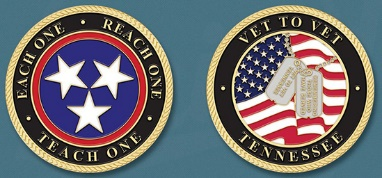 EACH ONE • REACH ONE • TEACH ONE •
VET TO VET
• TENNESSEE •